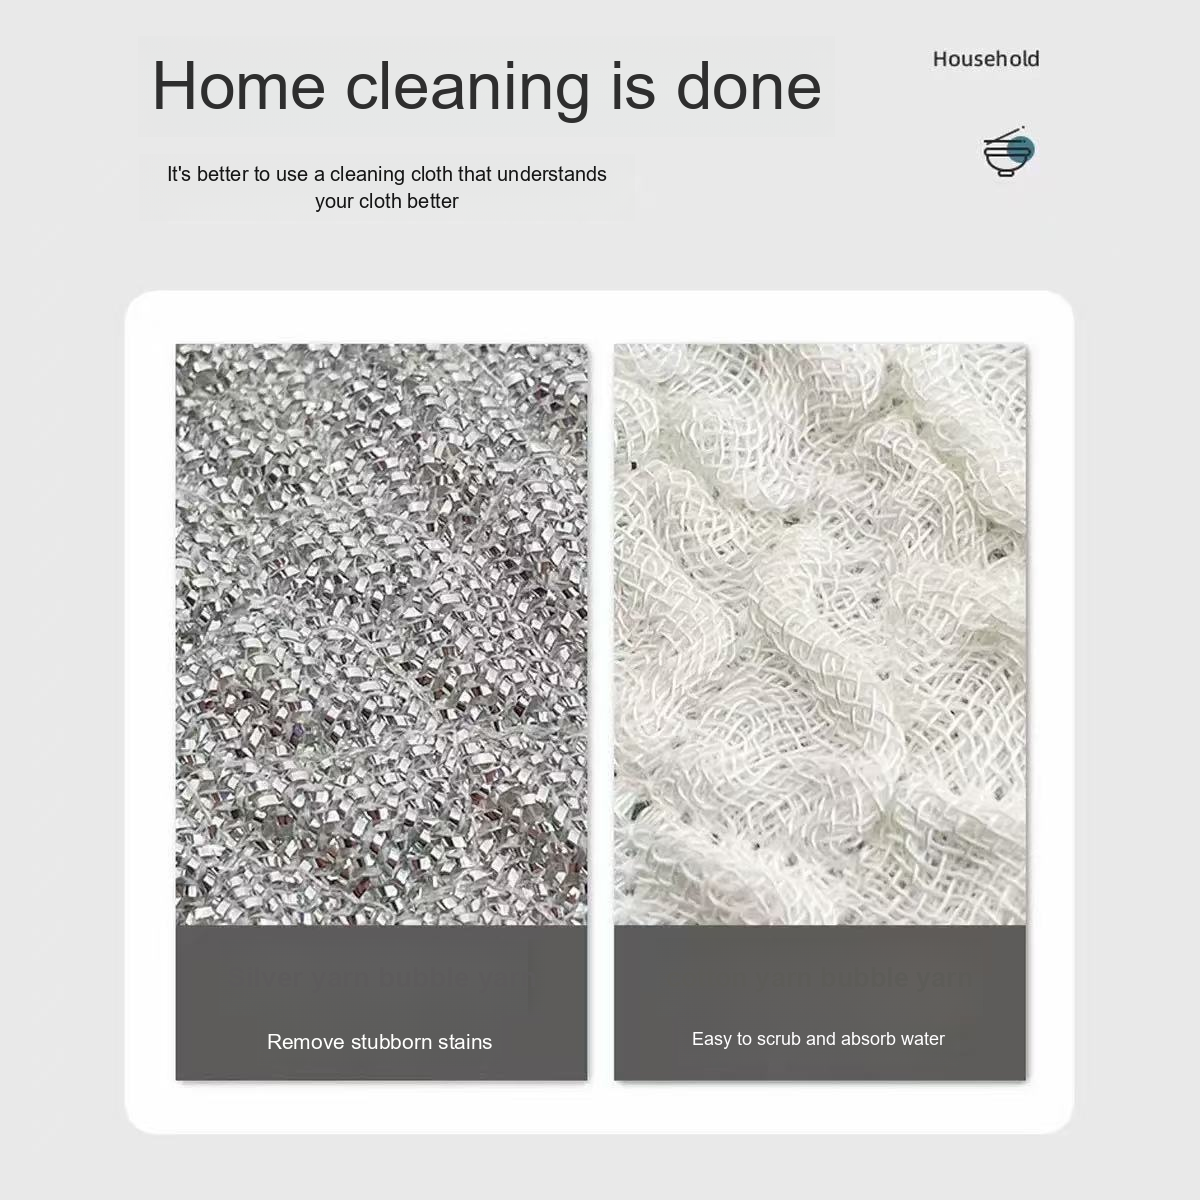 Home cleaning is done
Household
It's better to use a cleaning cloth that understands
your cloth better
Remove stubborn stains
Easy to scrub and absorb water